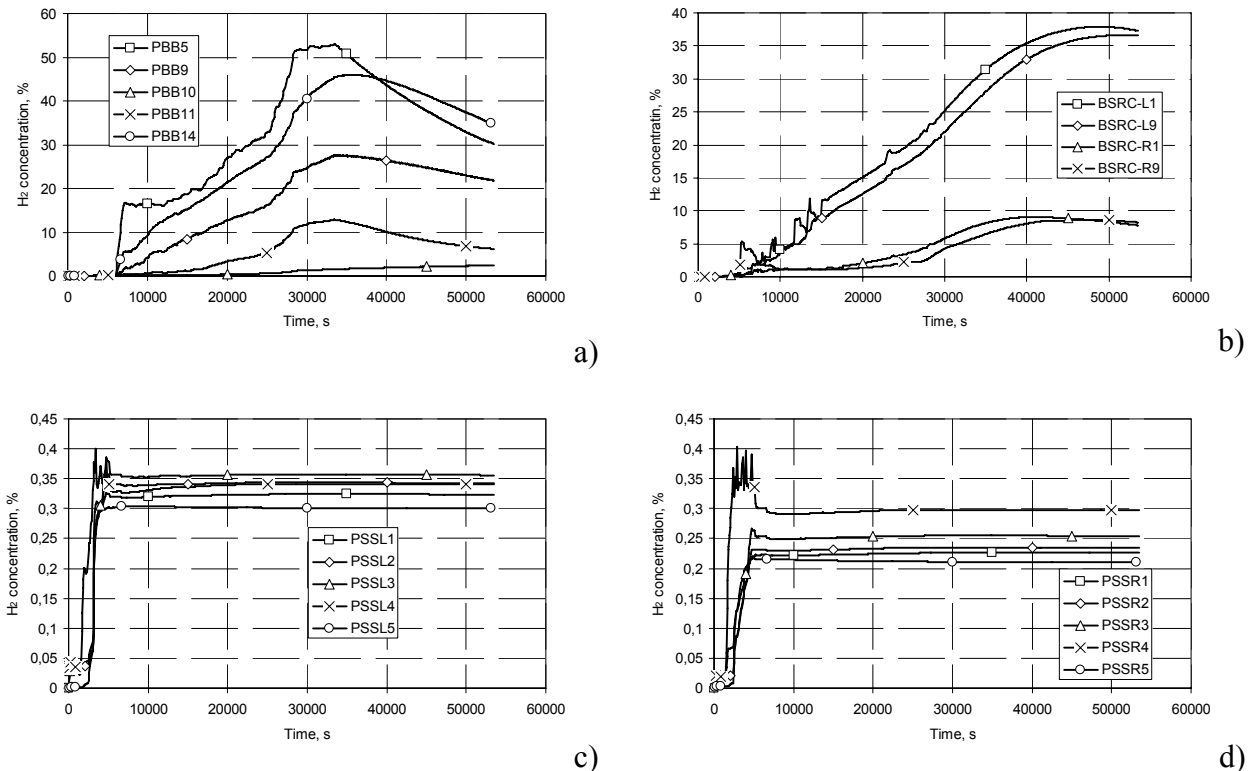 H2 concentration, %
60
50
40
30
20
10
0
PBB5
PBB9
PBB10
PBB11
PBB14
0 10000 20000 30000 40000 50000 60000
Time, s
a)
H2 concentratin, %
40
35
30
25
20
15
10
5
0
BSRC-L1
BSRC-L9
BSRC-R1
BSRC-R9
0 10000 20000 30000 40000 50000 60000
Time, s
b)
H2 concentration, %
0,45
0,4
0,35
0,3
0,25
0,2
0,15
0,1
0,05
0
PSSL1
PSSL2
PSSL3
PSSL4
PSSL5
0 10000 20000 30000 40000 50000 60000
Time, s
c)
H2 concentration, %
0,45
0,4
0,35
0,3
0,25
0,2
0,15
0,1
0,05
0
PSSR1
PSSR2
PSSR3
PSSR4
PSSR5
0 10000 20000 30000 40000 50000 60000
Time, s
d)